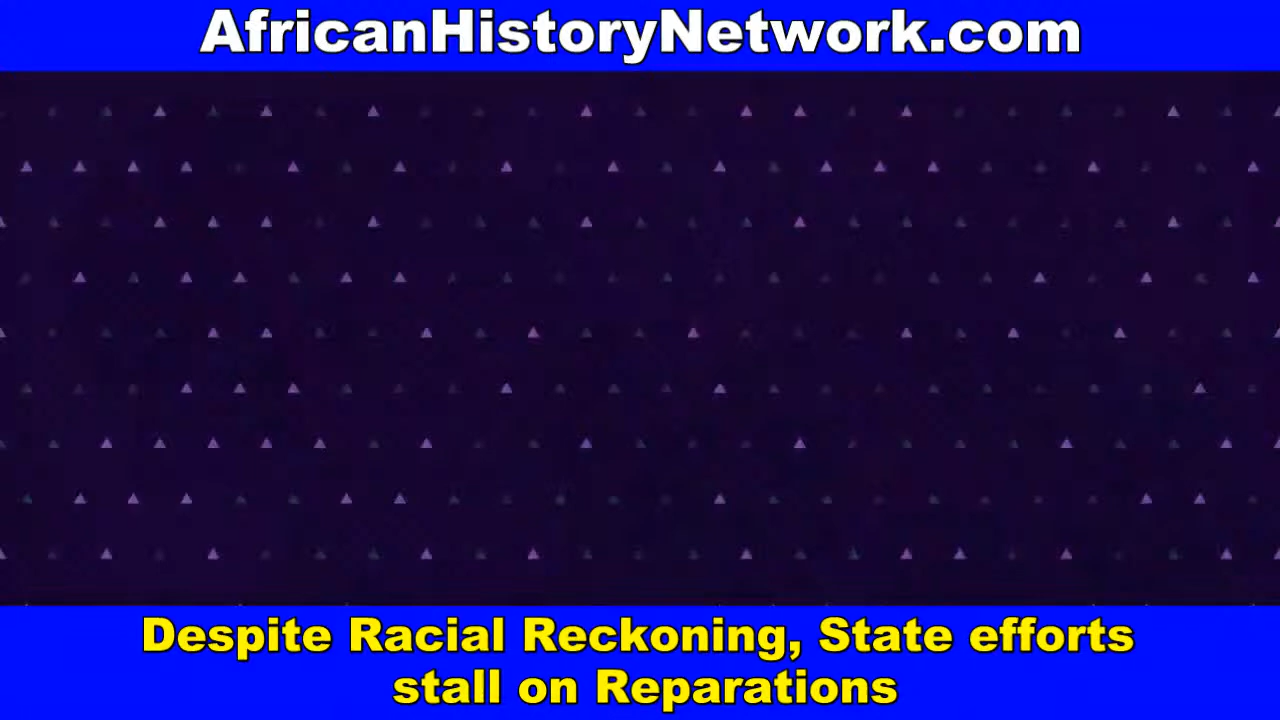 AfricanHistoryNetwork.com
Despite Racial Reckoning, State efforts
stall on Reparations